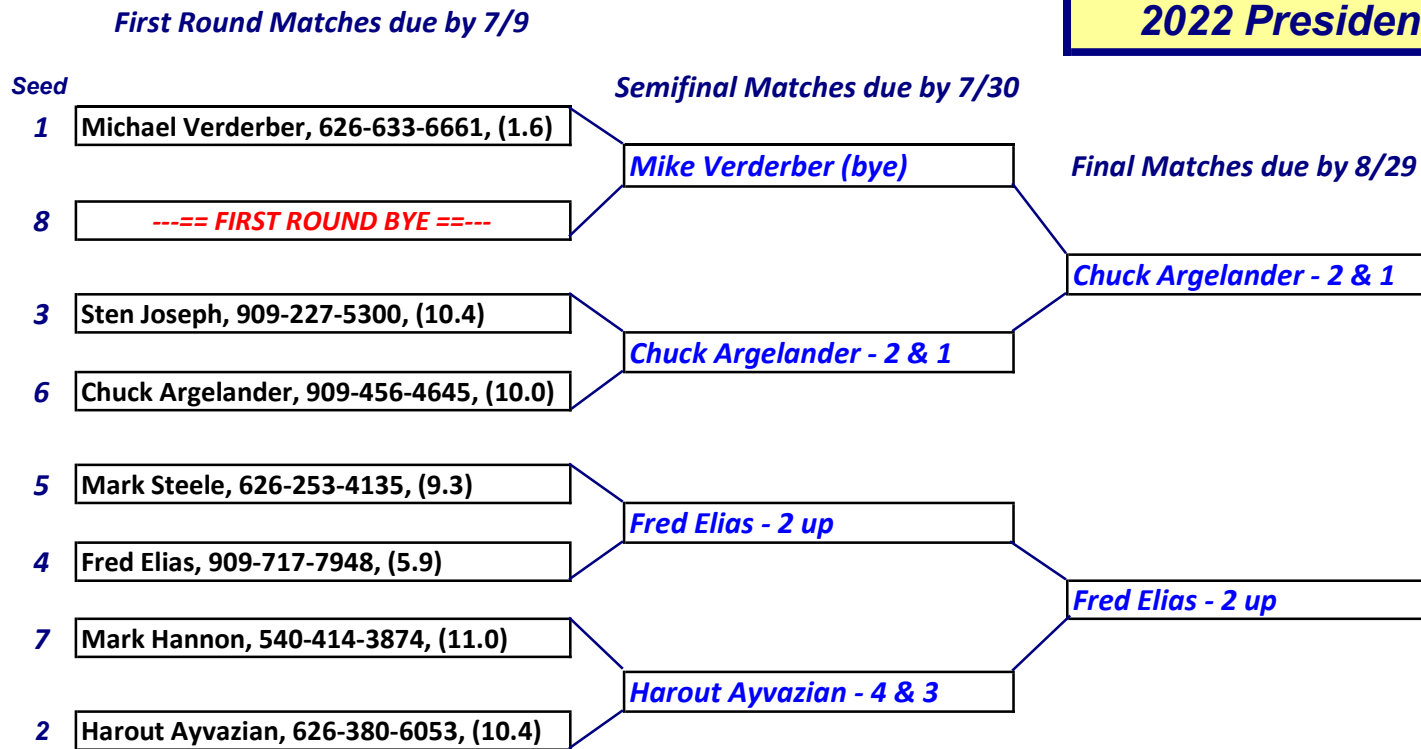 First Round Matches due by 7/9
2022 Presiden
Seed
Semifinal Matches due by 7/30
1 Michael Verderber, 626-633-6661, (1.6)
Mike Verderber (bye)
Final Matches due by 8/29
8 ---== FIRST ROUND BYE ==---
Chuck Argelander - 2 & 1
3 Sten Joseph, 909-227-5300, (10.4)
Chuck Argelander - 2 & 1
6 Chuck Argelander, 909-456-4645, (10.0)
5 Mark Steele, 626-253-4135, (9.3)
Fred Elias - 2 up
4 Fred Elias, 909-717-7948, (5.9)
Fred Elias - 2 up
7 Mark Hannon, 540-414-3874, (11.0)
Harout Ayvazian - 4 & 3
2 Harout Ayvazian, 626-380-6053, (10.4)